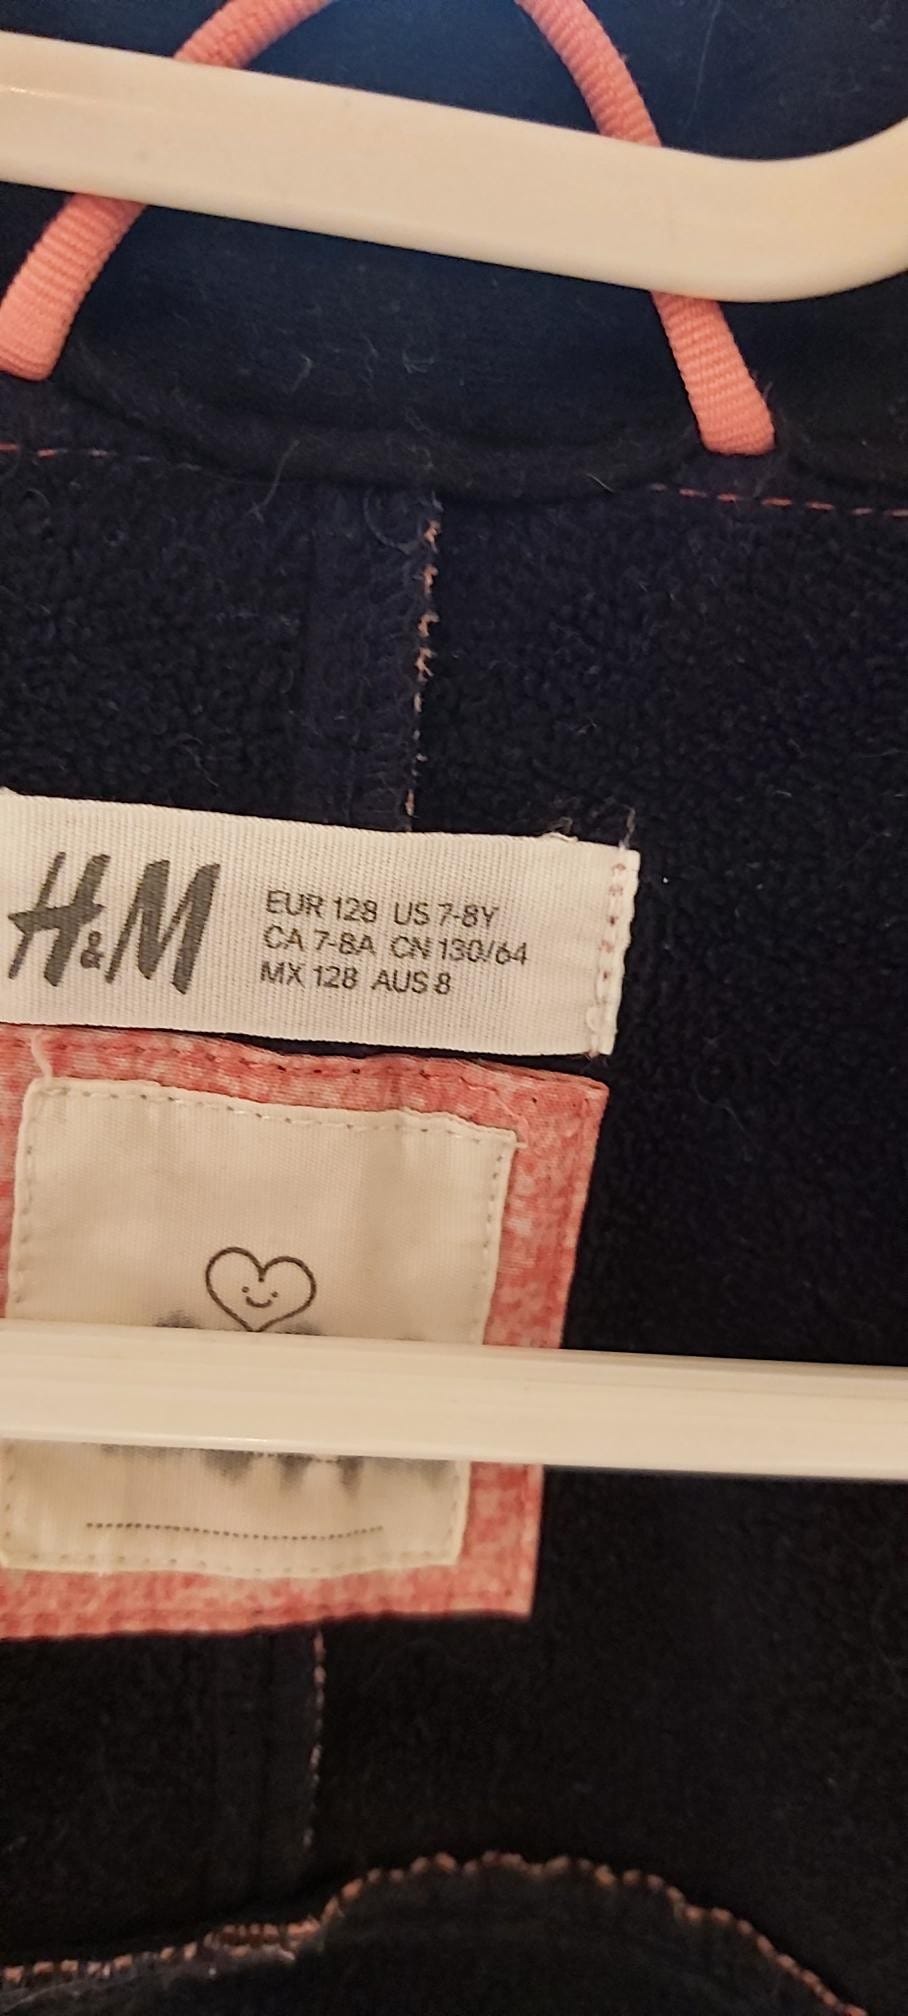 H&M
EUR 128 US 7-8Y
CA 7-8A CN 130/64
MX 128 AUS 8